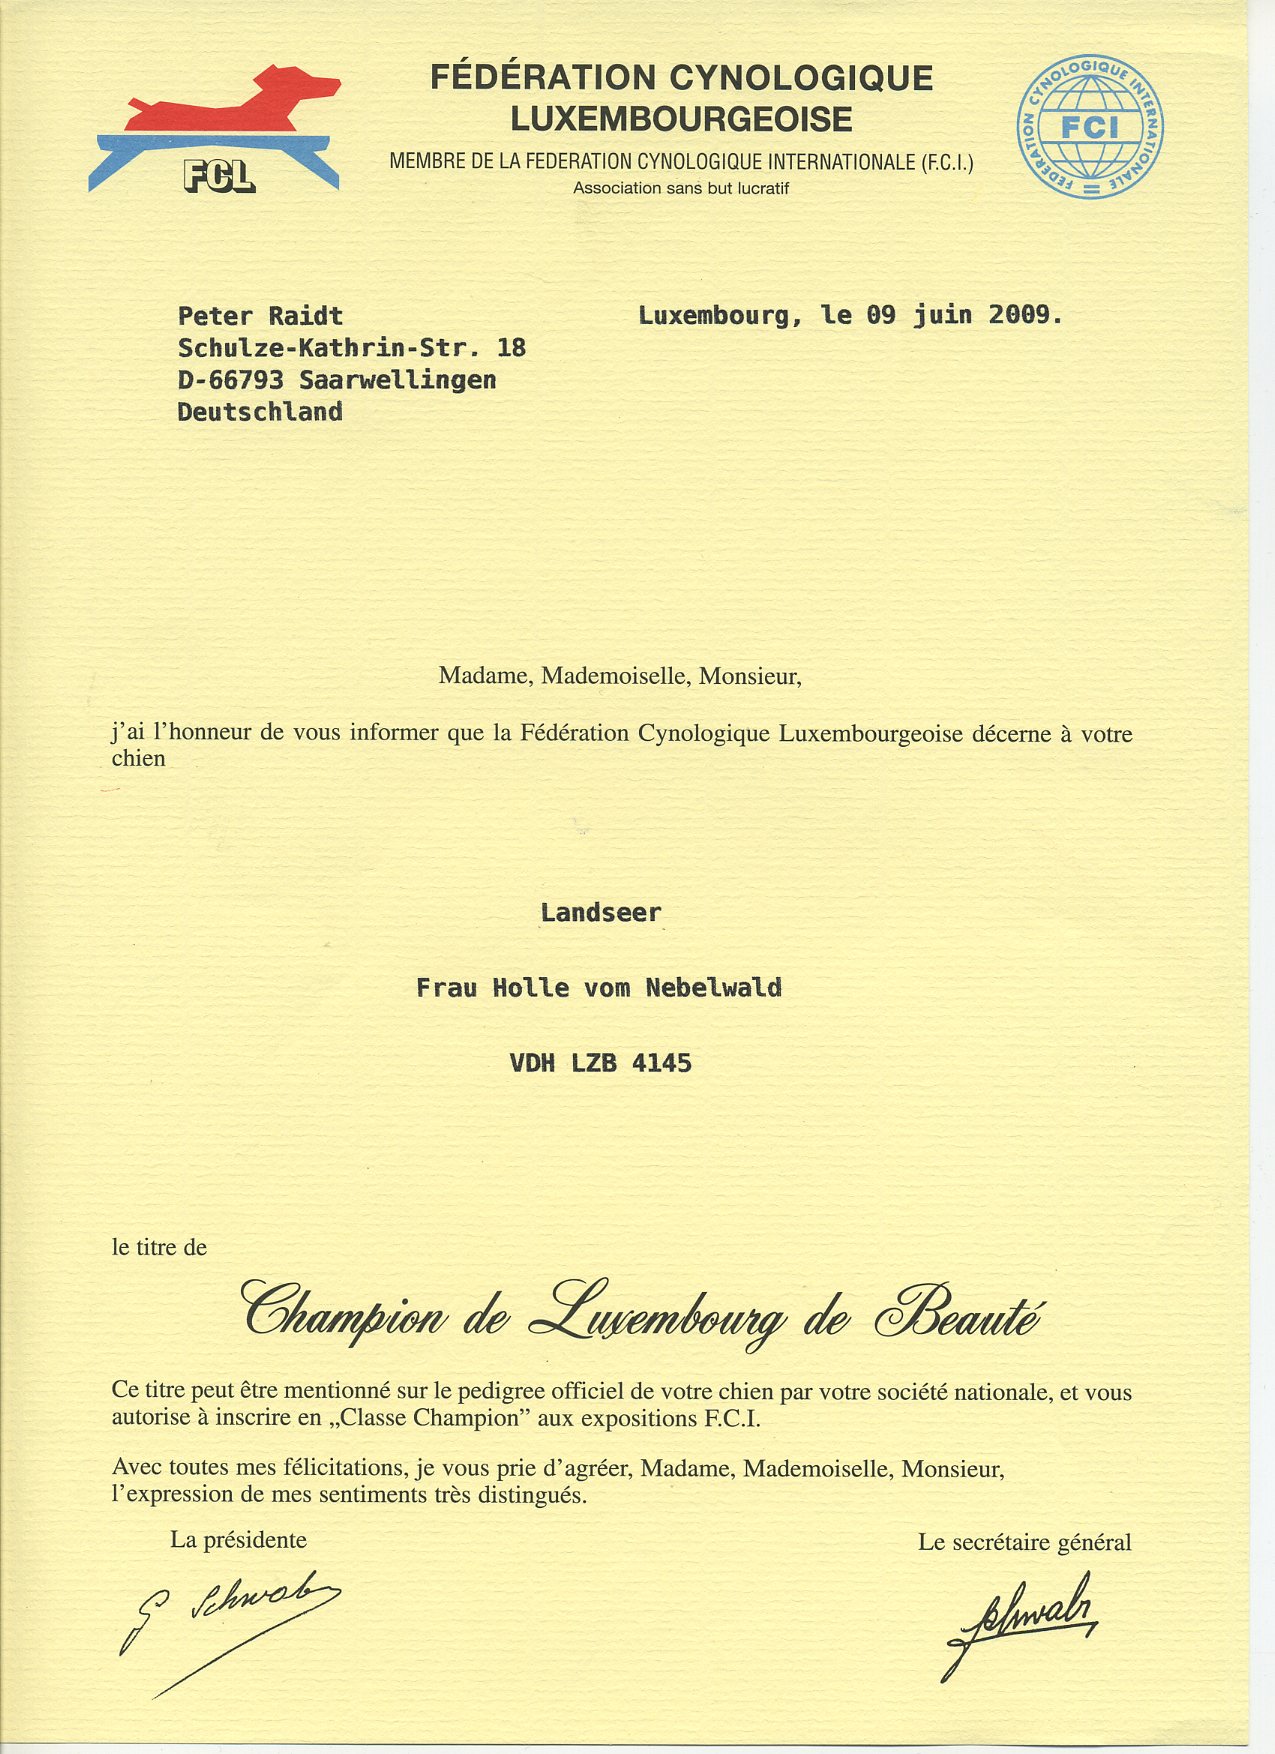 FCL
FÉDÉRATION CYNOLOGIQUE
LUXEMBOURGEOISE
MEMBRE DE LA FEDERATION CYNOLOGIQUE INTERNATIONALE (F.C.I.)
Association sans but lucratif
FEDERATION CYNOLOGIQUE INTERNATIONALE
FCI
Peter Raidt
Schulze-Kathrin-Str. 18
D-66793 Saarwellingen
Deutschland
Luxembourg, le 09 juin 2009.
Madame, Mademoiselle, Monsieur,
j'ai l'honneur de vous informer que la Fédération Cynologique Luxembourgeoise décerne à votre
chien
Landseer
Frau Holle vom Nebelwald
VDH LZB 4145
le titre de
Champion de Luxembourg de Beauté
Ce titre peut être mentionné sur le pedigree officiel de votre chien par votre société nationale, et vous
autorise à inscrire en „Classe Champion” aux expositions F.C.I.
Avec toutes mes félicitations, je vous prie d'agréer, Madame, Mademoiselle, Monsieur,
l'expression de mes sentiments très distingués.
La présidente
Le secrétaire général